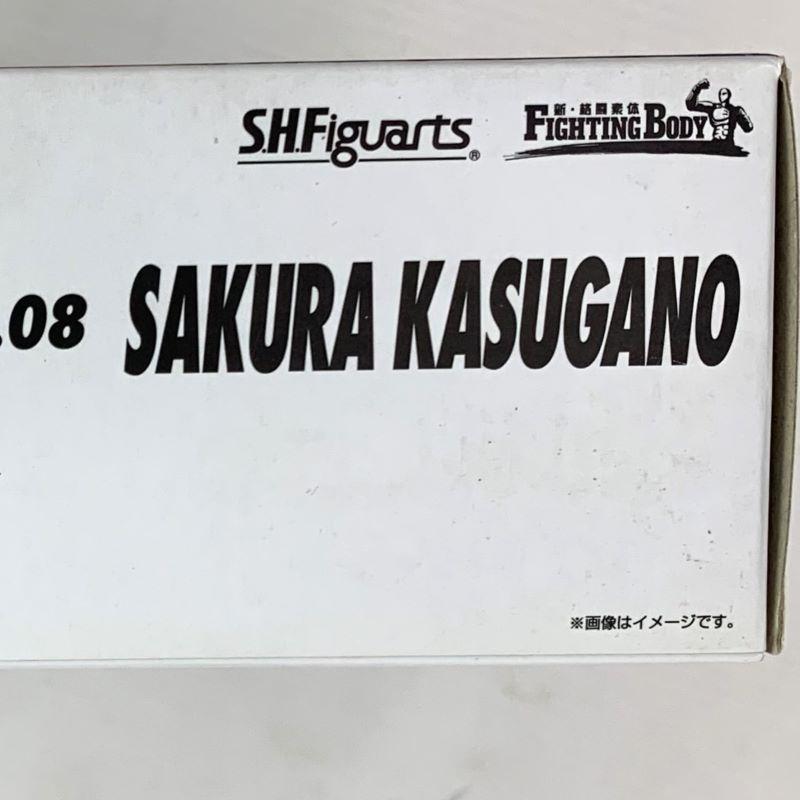 S.H.Figuarts®
新・格闘素体
FIGHTING BODY
.08 SAKURA KASUGANO
※画像はイメージです。